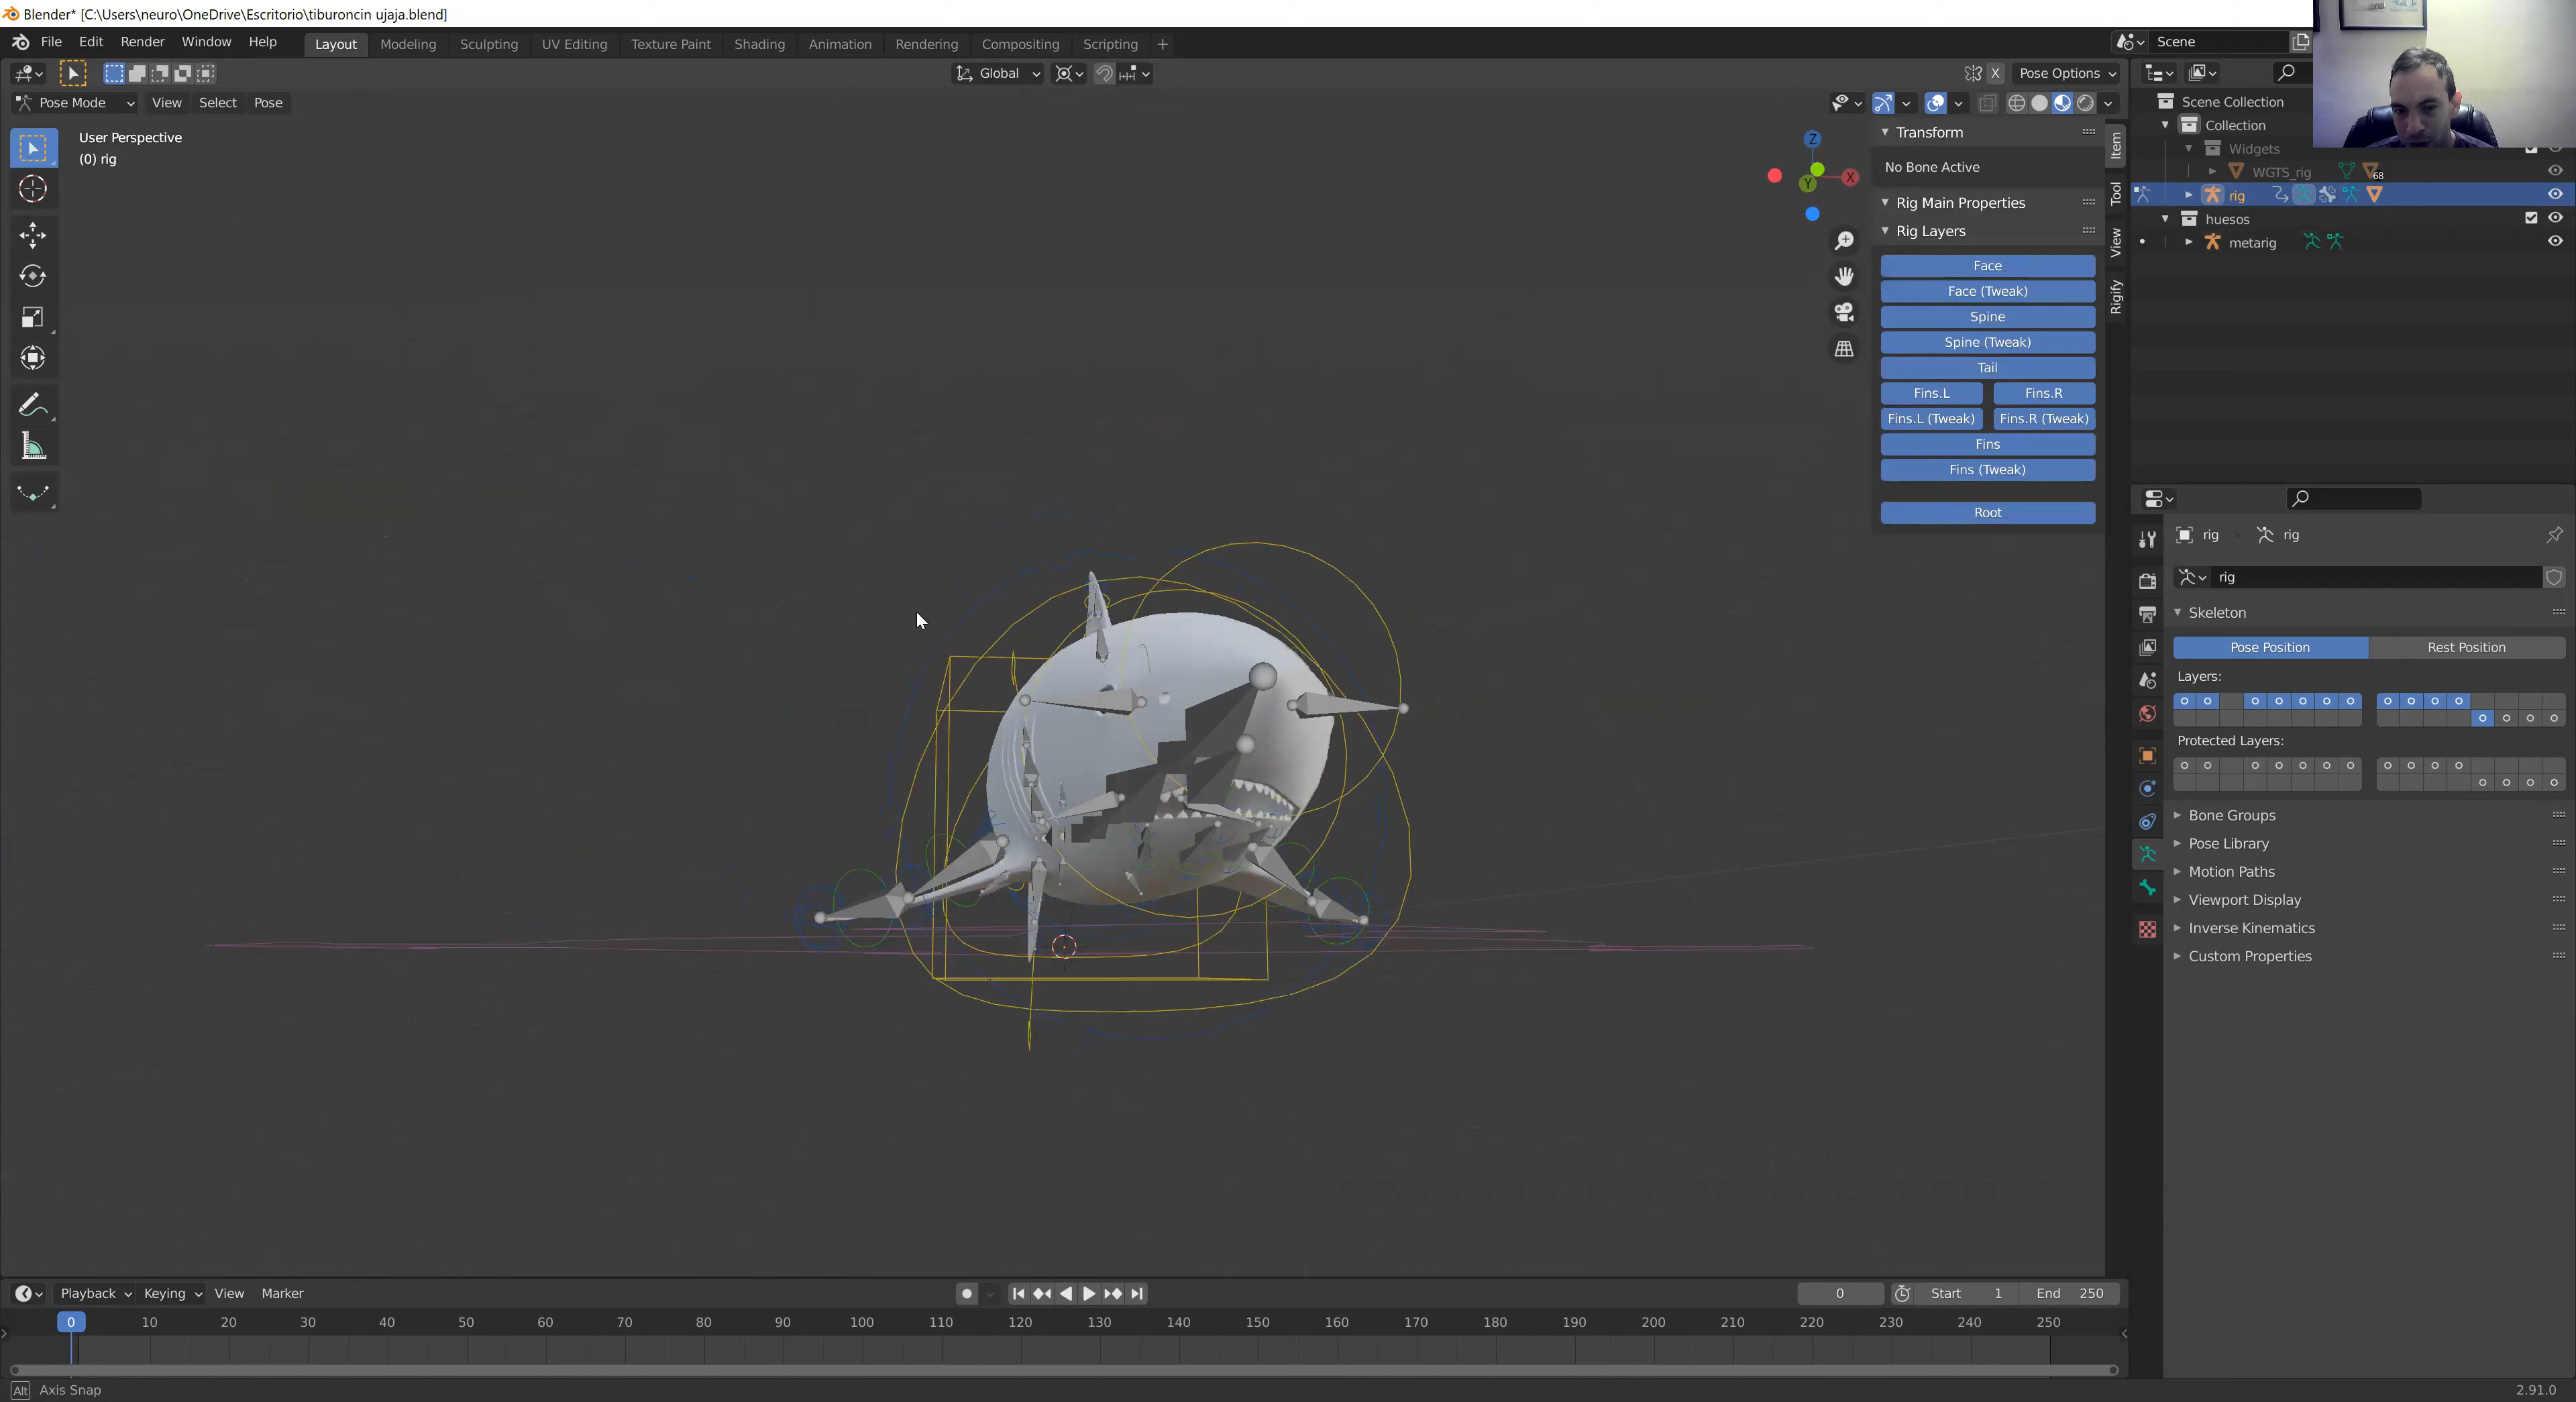 Blender* [C:\Users\neuro\OneDrive\Escritorio\tiburoncin ujaja.blend]
File Edit Render Window Help Layout Modeling Sculpting UV Editing Texture Paint Shading Animation Rendering Compositing Scripting + Scene
Global X Pose Options
Pose Mode View Select Pose
User Perspective
(0) rig
Z
X
Y
Transform
No Bone Active
Rig Main Properties
Rig Layers
Face
Face (Tweak)
Spine
Spine (Tweak)
Tail
Fins.L Fins.R
Fins.L (Tweak) Fins.R (Tweak)
Fins
Fins (Tweak)
Root
Item
Tool
View
Rigify
Scene Collection
Collection
Widgets
WGTS_rig 68
rig
huesos
metarig
rig rig
rig
Skeleton
Pose Position Rest Position
Layers:
Protected Layers:
Bone Groups
Pose Library
Motion Paths
Viewport Display
Inverse Kinematics
Custom Properties
Playback Keying View Marker 0 Start 1 End 250
0 10 20 30 40 50 60 70 80 90 100 110 120 130 140 150 160 170 180 190 200 210 220 230 240 250
Alt Axis Snap 2.91.0